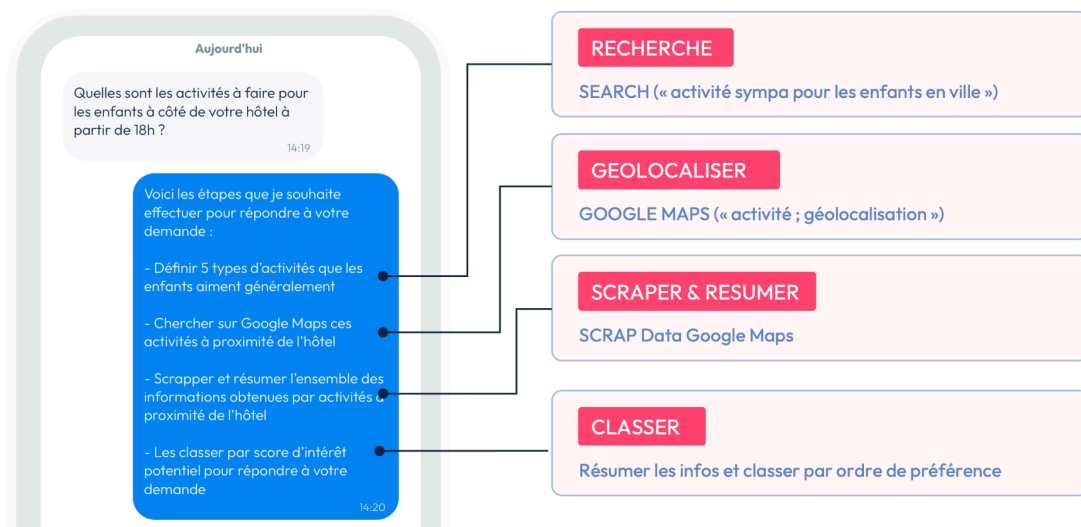 Aujourd'hui
Quelles sont les activités à faire pour
les enfants à côté de votre hôtel à
partir de 18h ?
14:19
Voici les étapes que je souhaite
effectuer pour répondre à votre
demande :
- Définir 5 types d'activités que les
enfants aiment généralement
- Chercher sur Google Maps ces
activités à proximité de l'hôtel
- Scrapper et résumer l'ensemble des
informations obtenues par activités à
proximité de l'hôtel
- Les classer par score d'intérêt
potentiel pour répondre à votre
demande
14:20
RECHERCHE
SEARCH (« activité sympa pour les enfants en ville »)
GEOLOCALISER
GOOGLE MAPS (« activité ; géolocalisation »)
SCRAPER & RESUMER
SCRAP Data Google Maps
CLASSER
Résumer les infos et classer par ordre de préférence